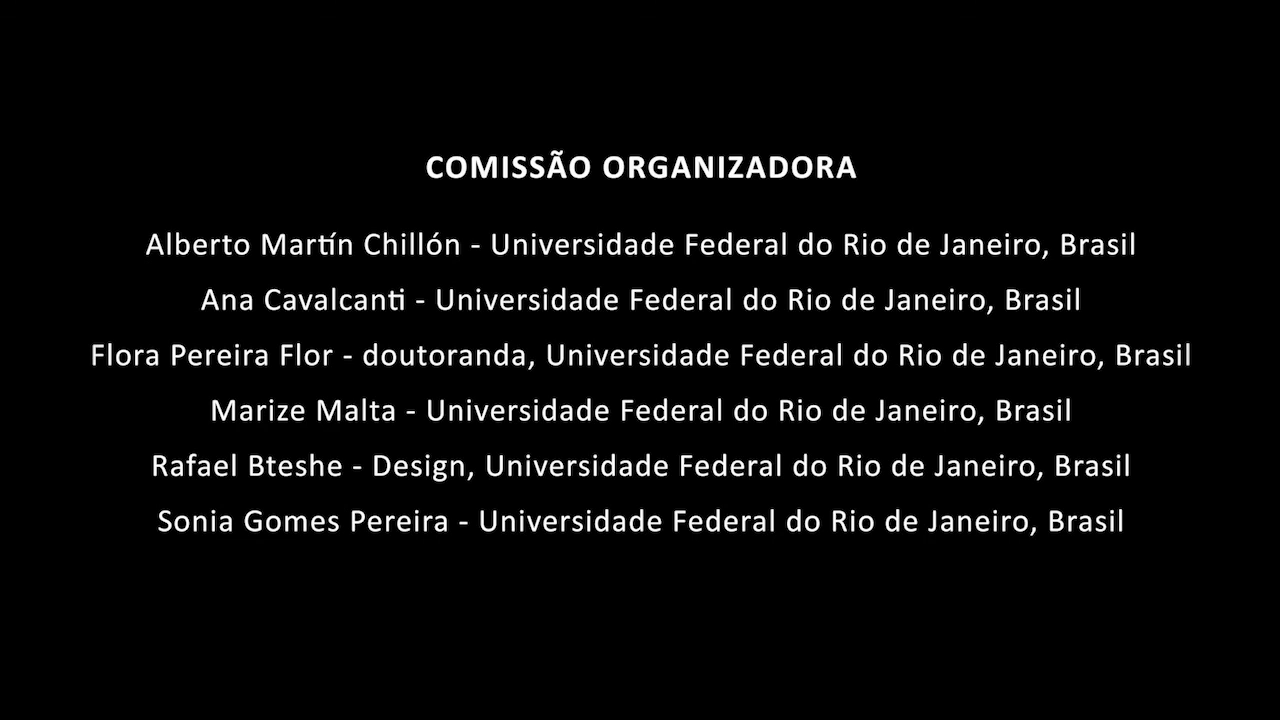 COMISSÃO ORGANIZADORA
Alberto Martín Chillón - Universidade Federal do Rio de Janeiro, Brasil
Ana Cavalcanti - Universidade Federal do Rio de Janeiro, Brasil
Flora Pereira Flor - doutoranda, Universidade Federal do Rio de Janeiro, Brasil
Marize Malta - Universidade Federal do Rio de Janeiro, Brasil
Rafael Bteshe - Design, Universidade Federal do Rio de Janeiro, Brasil
Sonia Gomes Pereira - Universidade Federal do Rio de Janeiro, Brasil